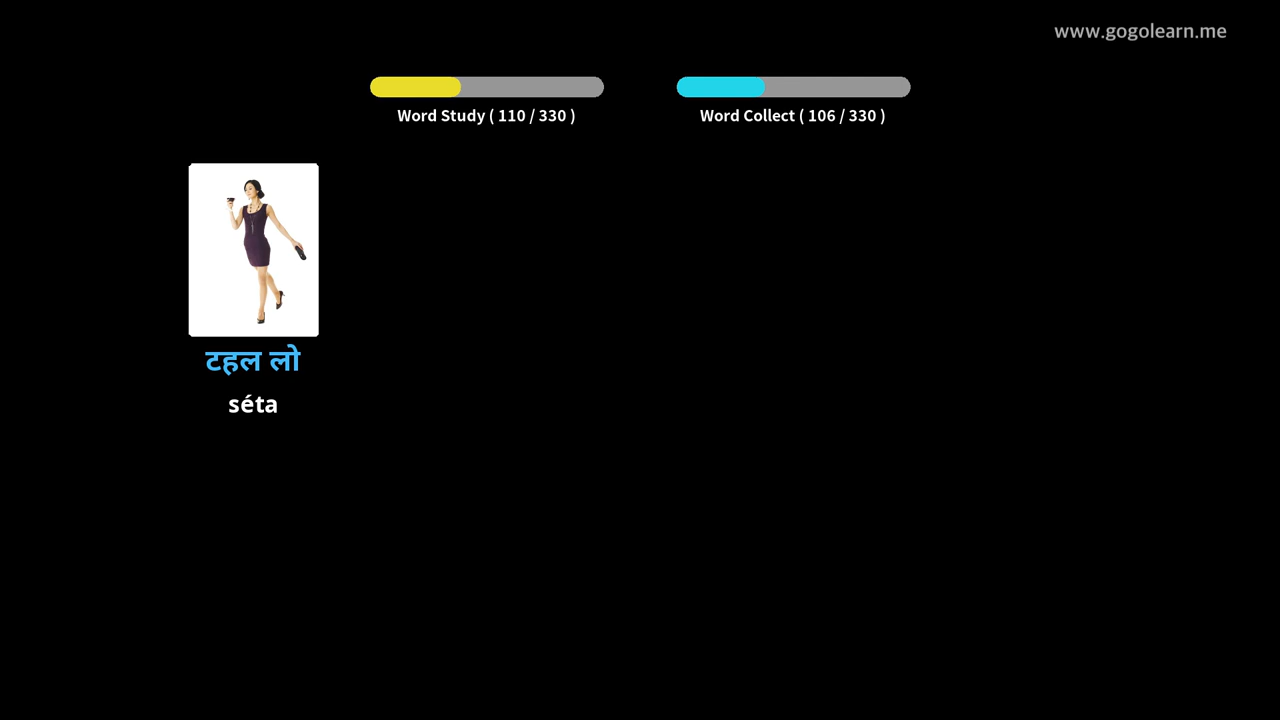 www.gogolearn.me
Word Study ( 110 / 330 )
Word Collect ( 106 / 330 )
टहल लो
séta